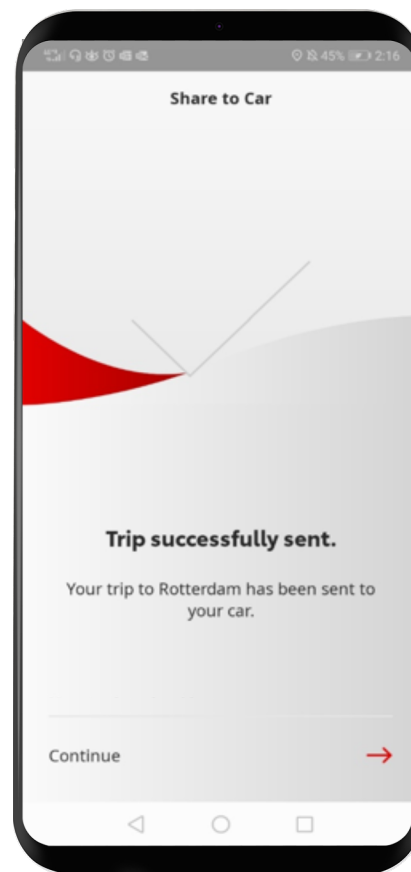 45% 2:16
Share to Car
Trip successfully sent.
Your trip to Rotterdam has been sent to
your car.
Continue